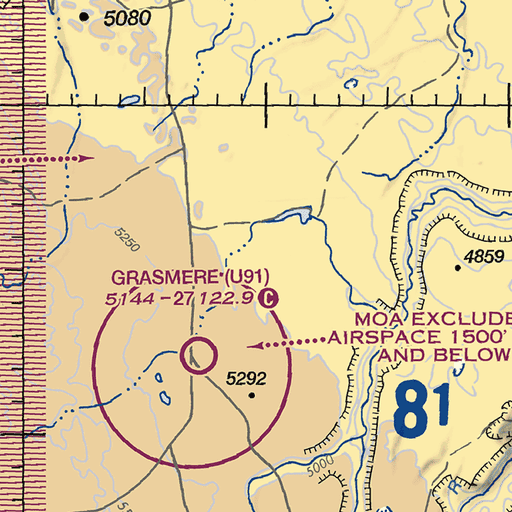 5080
5250
4859
GRASMERE (U91)
5144 - 27 122.9 C
MOA EXCLUDE
AIRSPACE 1500'
AND BELOW
5292
81
5000
R